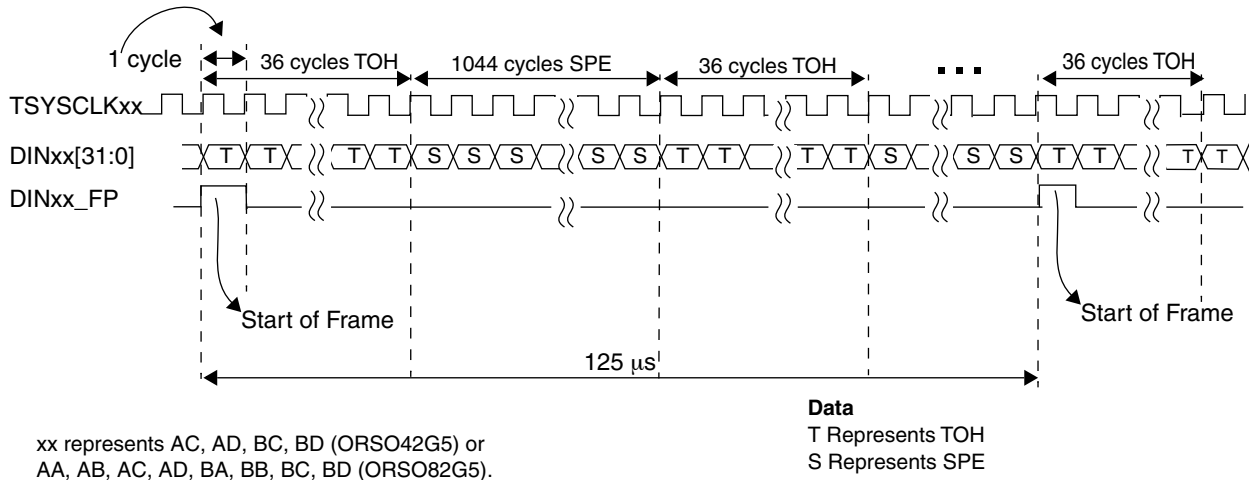 1 cycle
36 cycles TOH
1044 cycles SPE
36 cycles TOH
36 cycles TOH
TSYSCLKxx
DINxx[31:0]
T T T T S S S S S T T T T S S S T T T T
DINxx_FP
Start of Frame
Start of Frame
125 µs
xx represents AC, AD, BC, BD (ORSO42G5) or
AA, AB, AC, AD, BA, BB, BC, BD (ORSO82G5).
Data
T Represents TOH
S Represents SPE